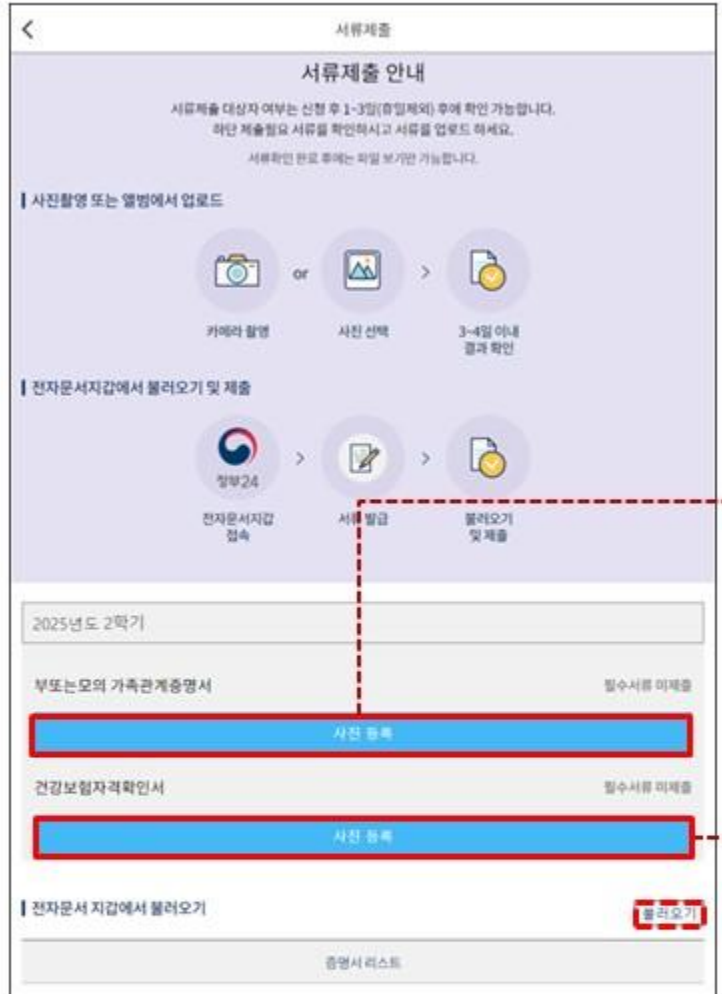 서류제출
서류제출 안내
서류제출 대상자 여부는 신청 후 1~3일(휴일제외) 후에 확인 가능합니다.
하단 제출필요 서류를 확인하시고 서류를 업로드 하세요.
서류확인 완료 후에는 파일 보기만 가능합니다.
사진촬영 또는 앨범에서 업로드
or
>
카메라 촬영
사진 선택
3~4일 이내
결과 확인
전자문서지갑에서 불러오기 및 제출
정부24
>
>
전자문서지갑
접속
서류 발급
불러오기
및 제출
2025년도 2학기
부또는모의 가족관계증명서
필수서류 미제출
사진 등록
건강보험자격확인서
필수서류 미제출
사진 등록
전자문서 지갑에서 불러오기
불러오기
증명서 리스트